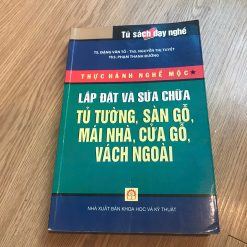 Tủ sách dạy nghề
TS. ĐẶNG VĂN TỐ - ThS. NGUYỄN THỊ TUYẾT
ThS. PHẠM THANH ĐƯỜNG
THỰC HÀNH NGHỀ MỘC
LẮP ĐẶT VÀ SỬA CHỮA
TỦ TƯỜNG, SÀN GỖ,
MÁI NHÀ, CỬA GỖ,
VÁCH NGOÀI
NHÀ XUẤT BẢN KHOA HỌC VÀ KỸ THUẬT